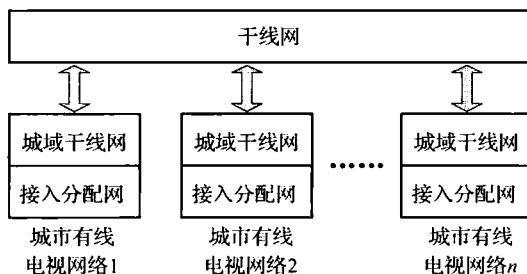 干线网
城域干线网 城域干线网 城域干线网
接入分配网 接入分配网 …… 接入分配网
城市有线 城市有线 城市有线
电视网络1 电视网络2 电视网络n